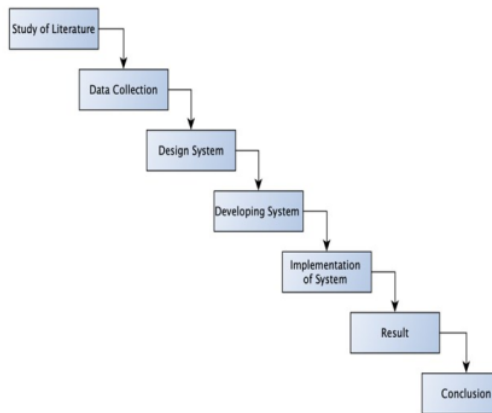 Study of Literature
Data Collection
Design System
Developing System
Implementation
of System
Result
Conclusion